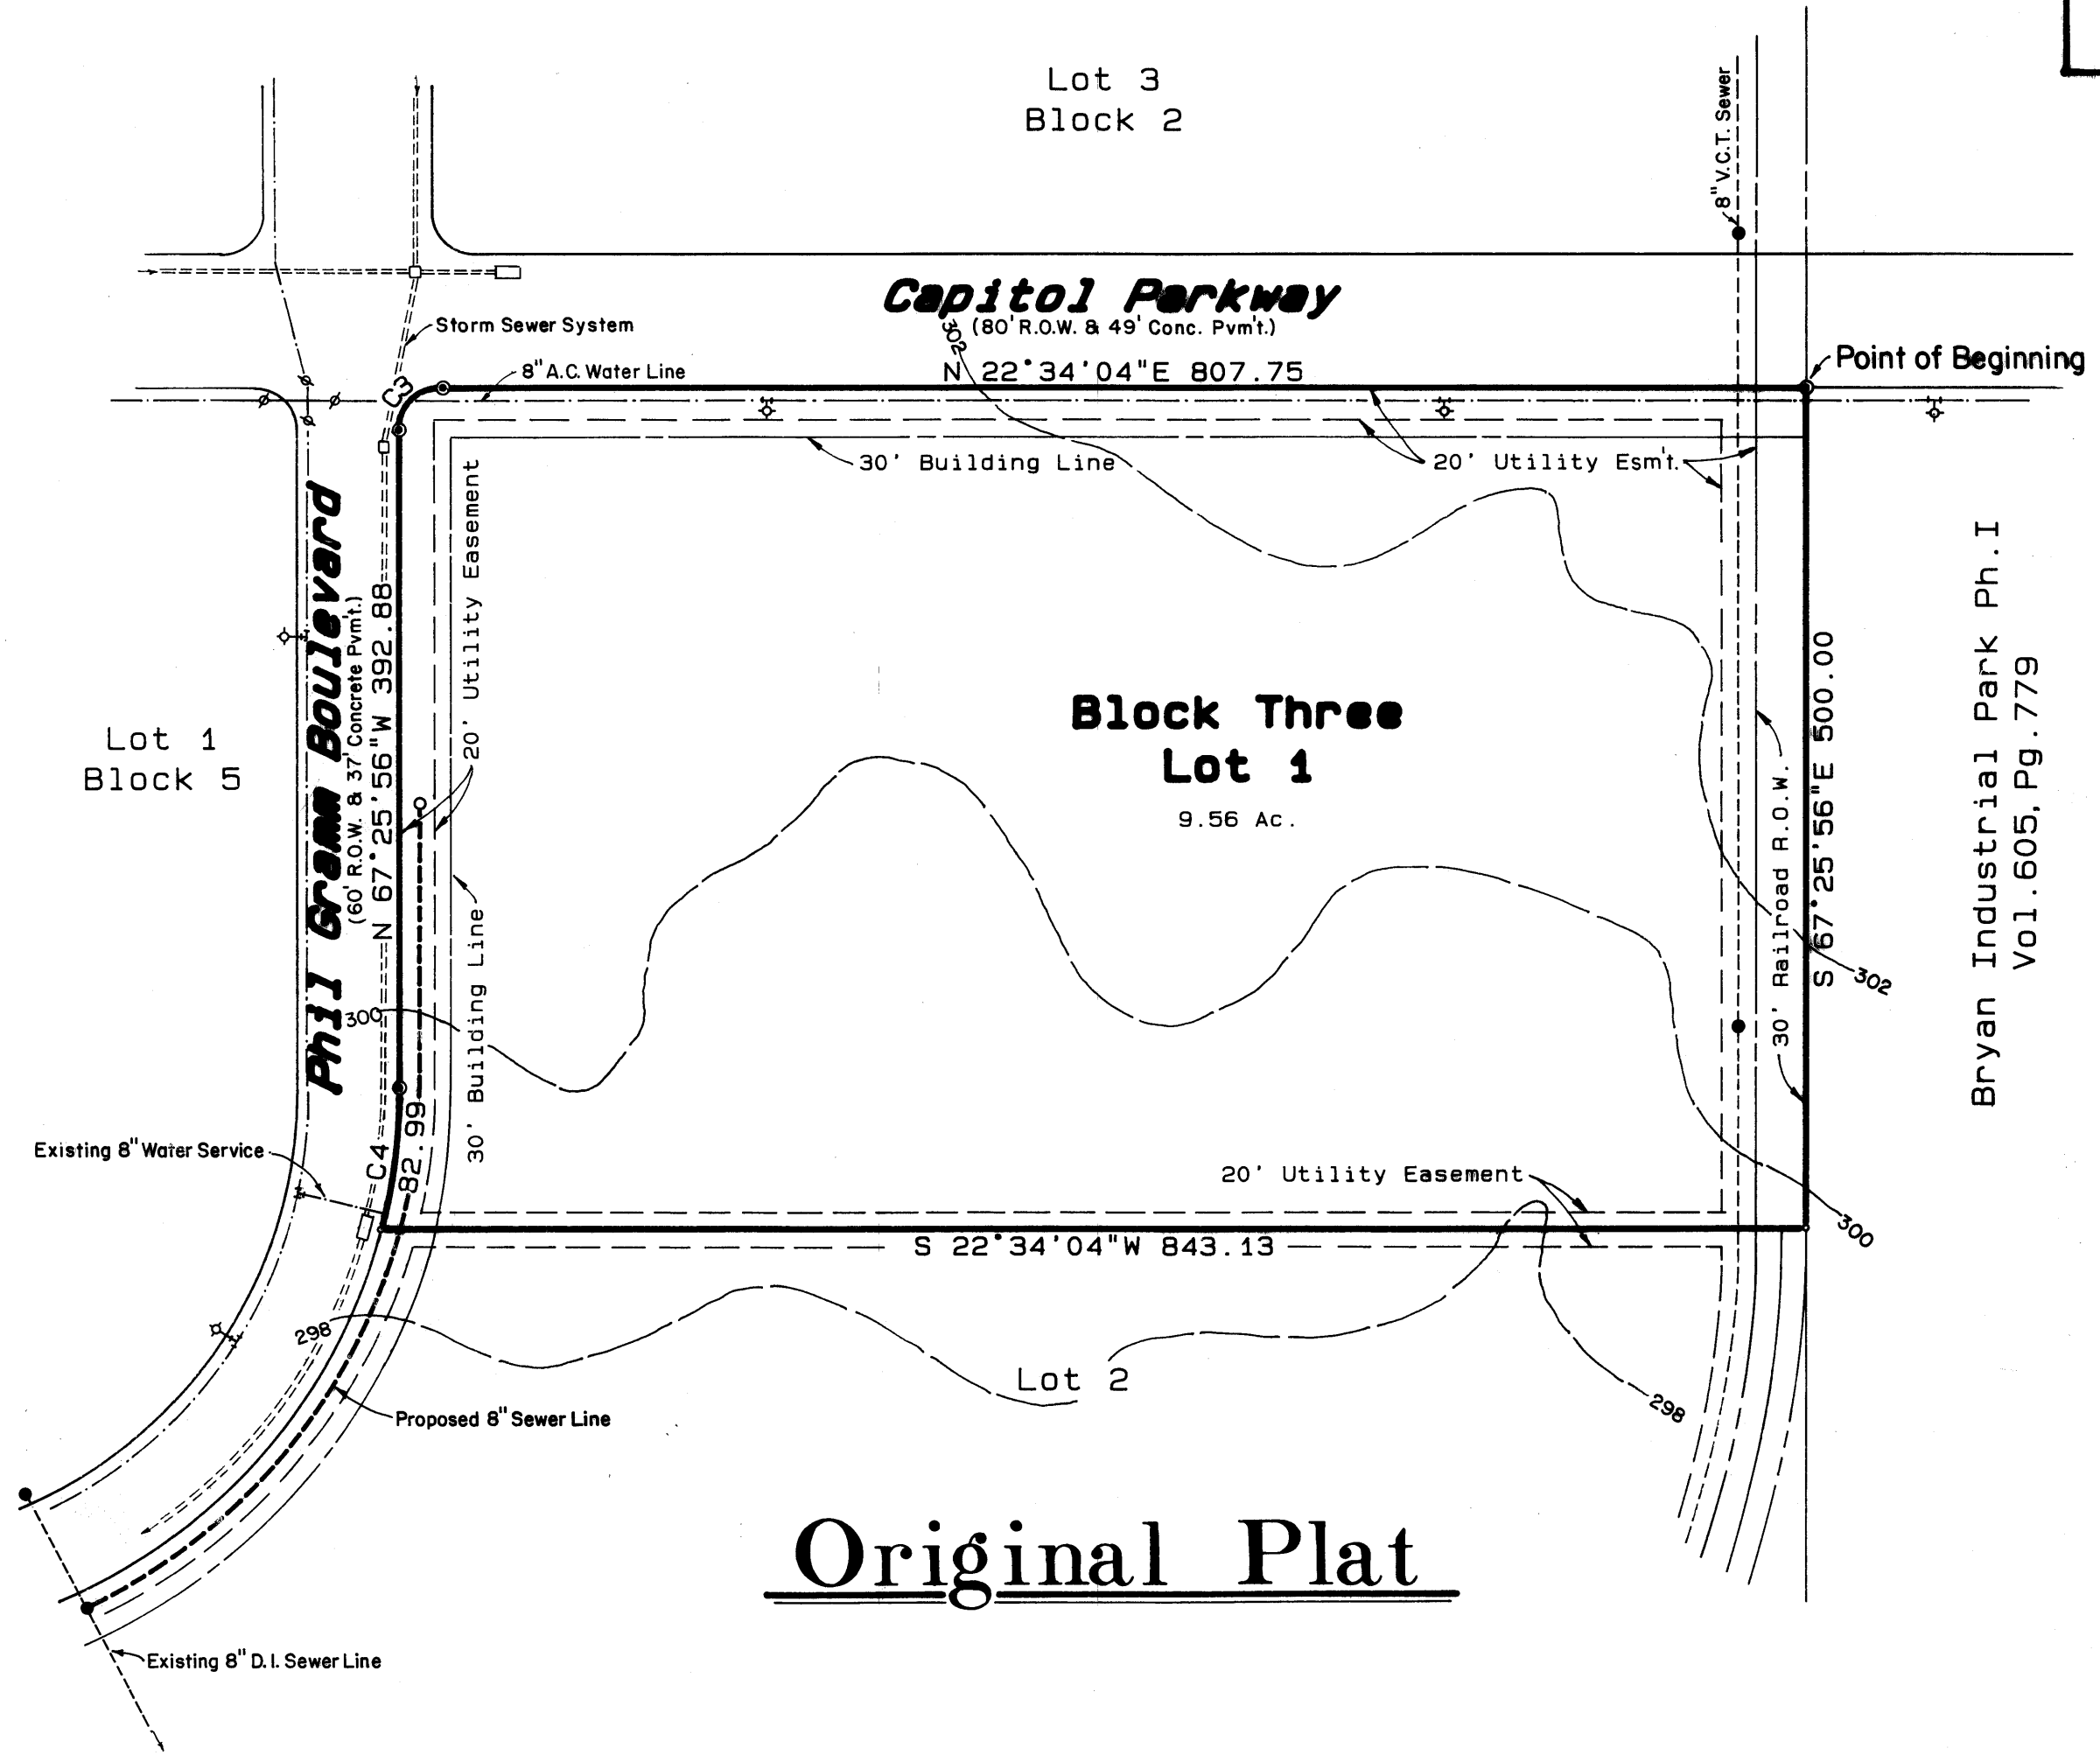 Lot 3
Block 2
8" V.C.T. Sewer
Capitol Parkway
(80' R.O.W. & 49' Conc. Pvm't.)
302
Storm Sewer System
8" A.C. Water Line
C3
N 22°34'04"E 807.75
Point of Beginning
30' Building Line
20' Utility Esm't.
20' Utility Easement
Phil Gramm Boulevard
(60' R.O.W. & 37' Concrete Pvm't.)
N 67°25'56"W 392.88
Lot 1
Block 5
Block Three
Lot 1
9.56 Ac.
30' Railroad R.O.W.
S 67°25'56"E 500.00
Bryan Industrial Park Ph.I
Vol.605, Pg.779
302
300
30' Building Line
Existing 8" Water Service
C4
82.99
20' Utility Easement
300
S 22°34'04"W 843.13
298
Lot 2
298
Proposed 8" Sewer Line
Original Plat
Existing 8" D.I. Sewer Line